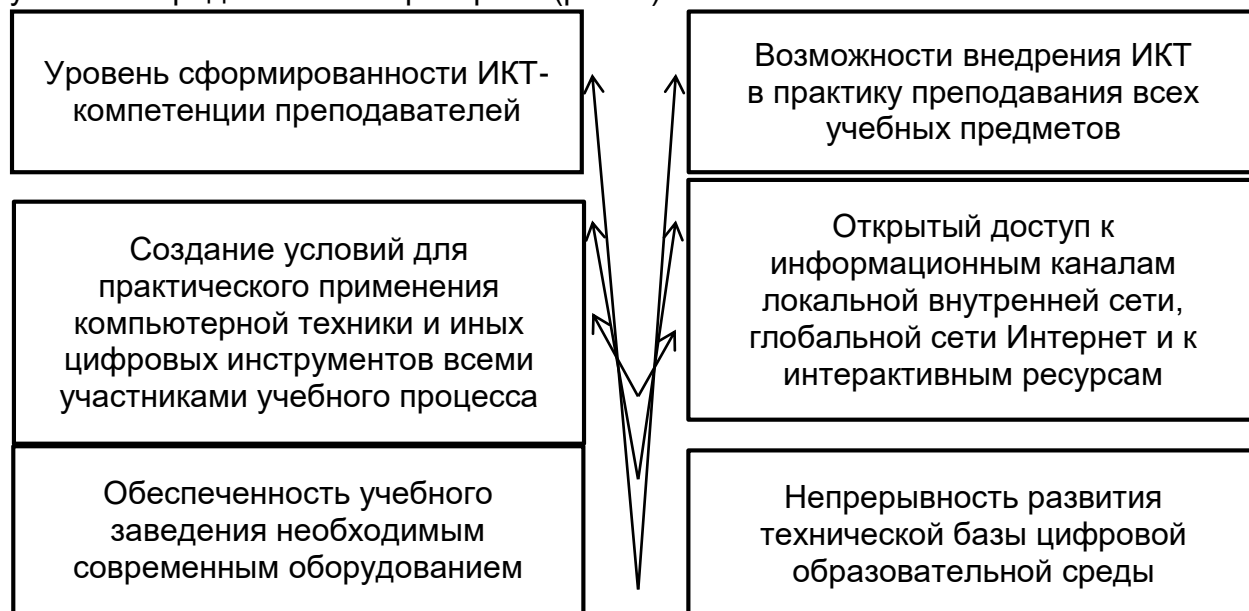 Уровень сформированности ИКТ-
компетенции преподавателей
Создание условий для
практического применения
компьютерной техники и иных
цифровых инструментов всеми
участниками учебного процесса
Обеспеченность учебного
заведения необходимым
современным оборудованием
Возможности внедрения ИКТ
в практику преподавания всех
учебных предметов
Открытый доступ к
информационным каналам
локальной внутренней сети,
глобальной сети Интернет и к
интерактивным ресурсам
Непрерывность развития
технической базы цифровой
образовательной среды